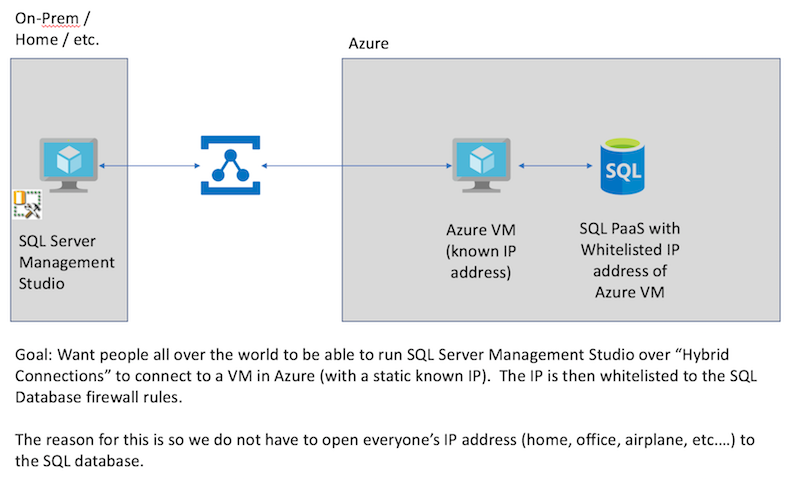 On-Prem /
Home / etc.
Azure
SQL Server
Management
Studio
Azure VM
(known IP
address)
SQL
SQL PaaS with
Whitelisted IP
address of
Azure VM
Goal: Want people all over the world to be able to run SQL Server Management Studio over “Hybrid
Connections” to connect to a VM in Azure (with a static known IP).  The IP is then whitelisted to the SQL
Database firewall rules.
The reason for this is so we do not have to open everyone’s IP address (home, office, airplane, etc....) to
the SQL database.